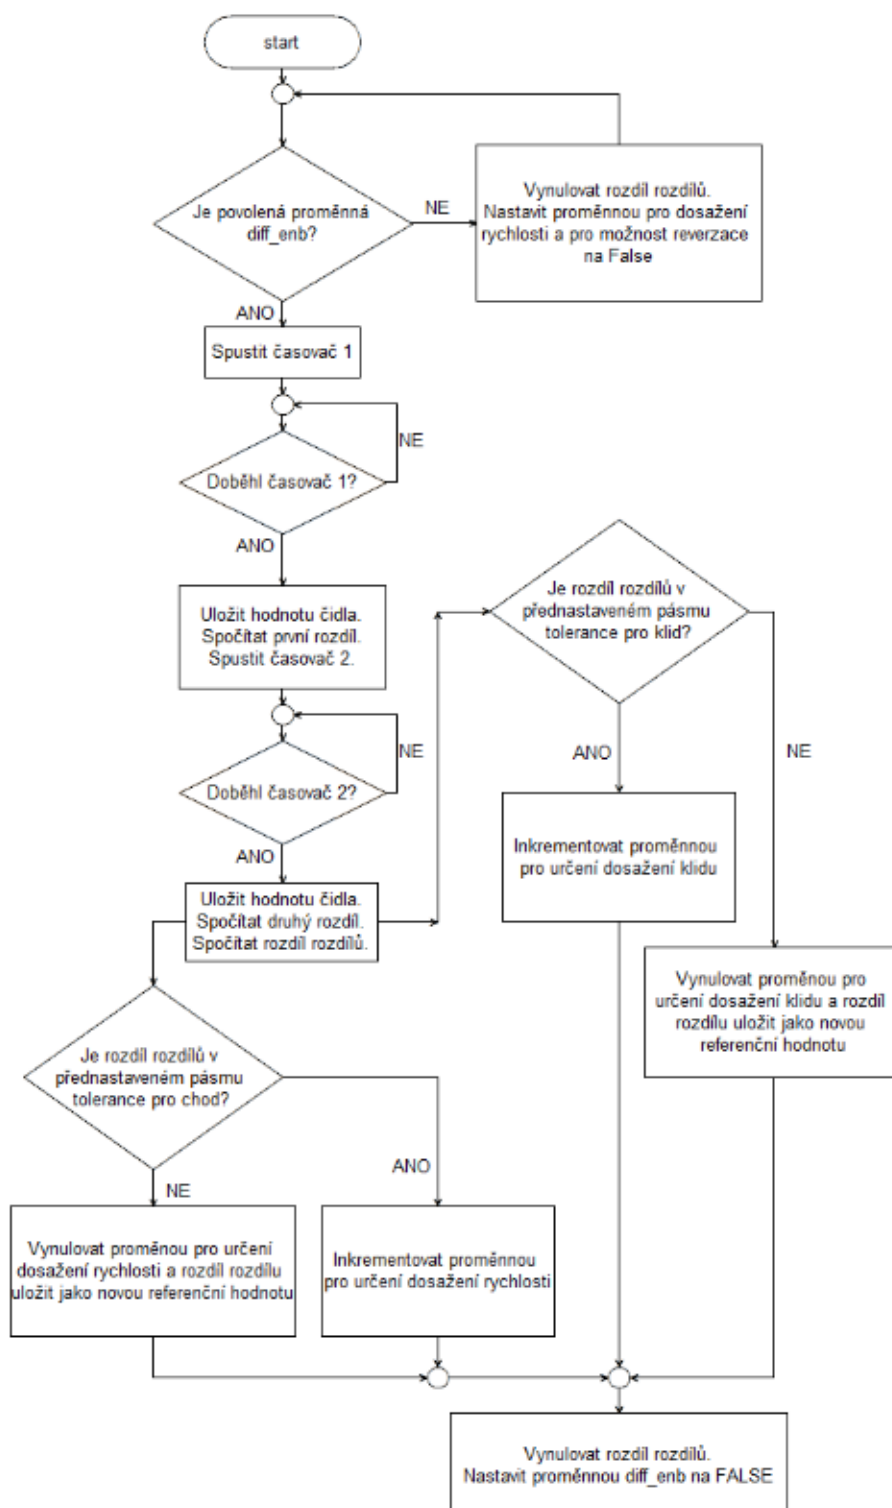 start
Je povolená proměnná
diff_enb?
NE
Vynulovat rozdíl rozdílů.
Nastavit proměnnou pro dosažení
rychlosti a pro možnost reverzace
na False
ANO
Spustit časovač 1
NE
Doběhl časovač 1?
ANO
Uložit hodnotu čidla.
Spočítat první rozdíl.
Spustit časovač 2.
NE
Doběhl časovač 2?
ANO
Uložit hodnotu čidla.
Spočítat druhý rozdíl.
Spočítat rozdíl rozdílů.
Je rozdíl rozdílů v
přednastaveném pásmu
tolerance pro klid?
ANO
NE
Inkrementovat proměnnou
pro určení dosažení klidu
Vynulovat proměnou pro
určení dosažení klidu a rozdíl
rozdílu uložit jako novou
referenční hodnotu
Je rozdíl rozdílů v
přednastaveném pásmu
tolerance pro chod?
ANO
NE
Vynulovat proměnou pro určení
dosažení rychlosti a rozdíl rozdílu
uložit jako novou referenční hodnotu
Inkrementovat proměnnou
pro určení dosažení rychlosti
Vynulovat rozdíl rozdílů.
Nastavit proměnnou diff_enb na FALSE